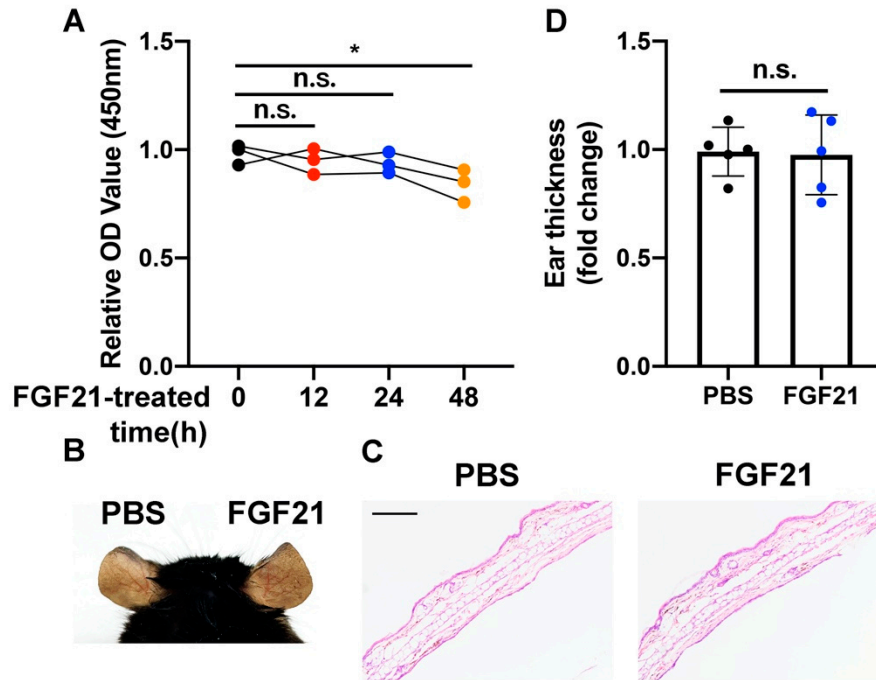 A
Relative OD Value (450nm)
1.5
1.0
0.5
0.0
*
n.s.
n.s.
FGF21-treated
time(h)
0 12 24 48
D
Ear thickness
(fold change)
1.5
1.0
0.5
0.0
n.s.
PBS FGF21
B
PBS FGF21
C
PBS FGF21